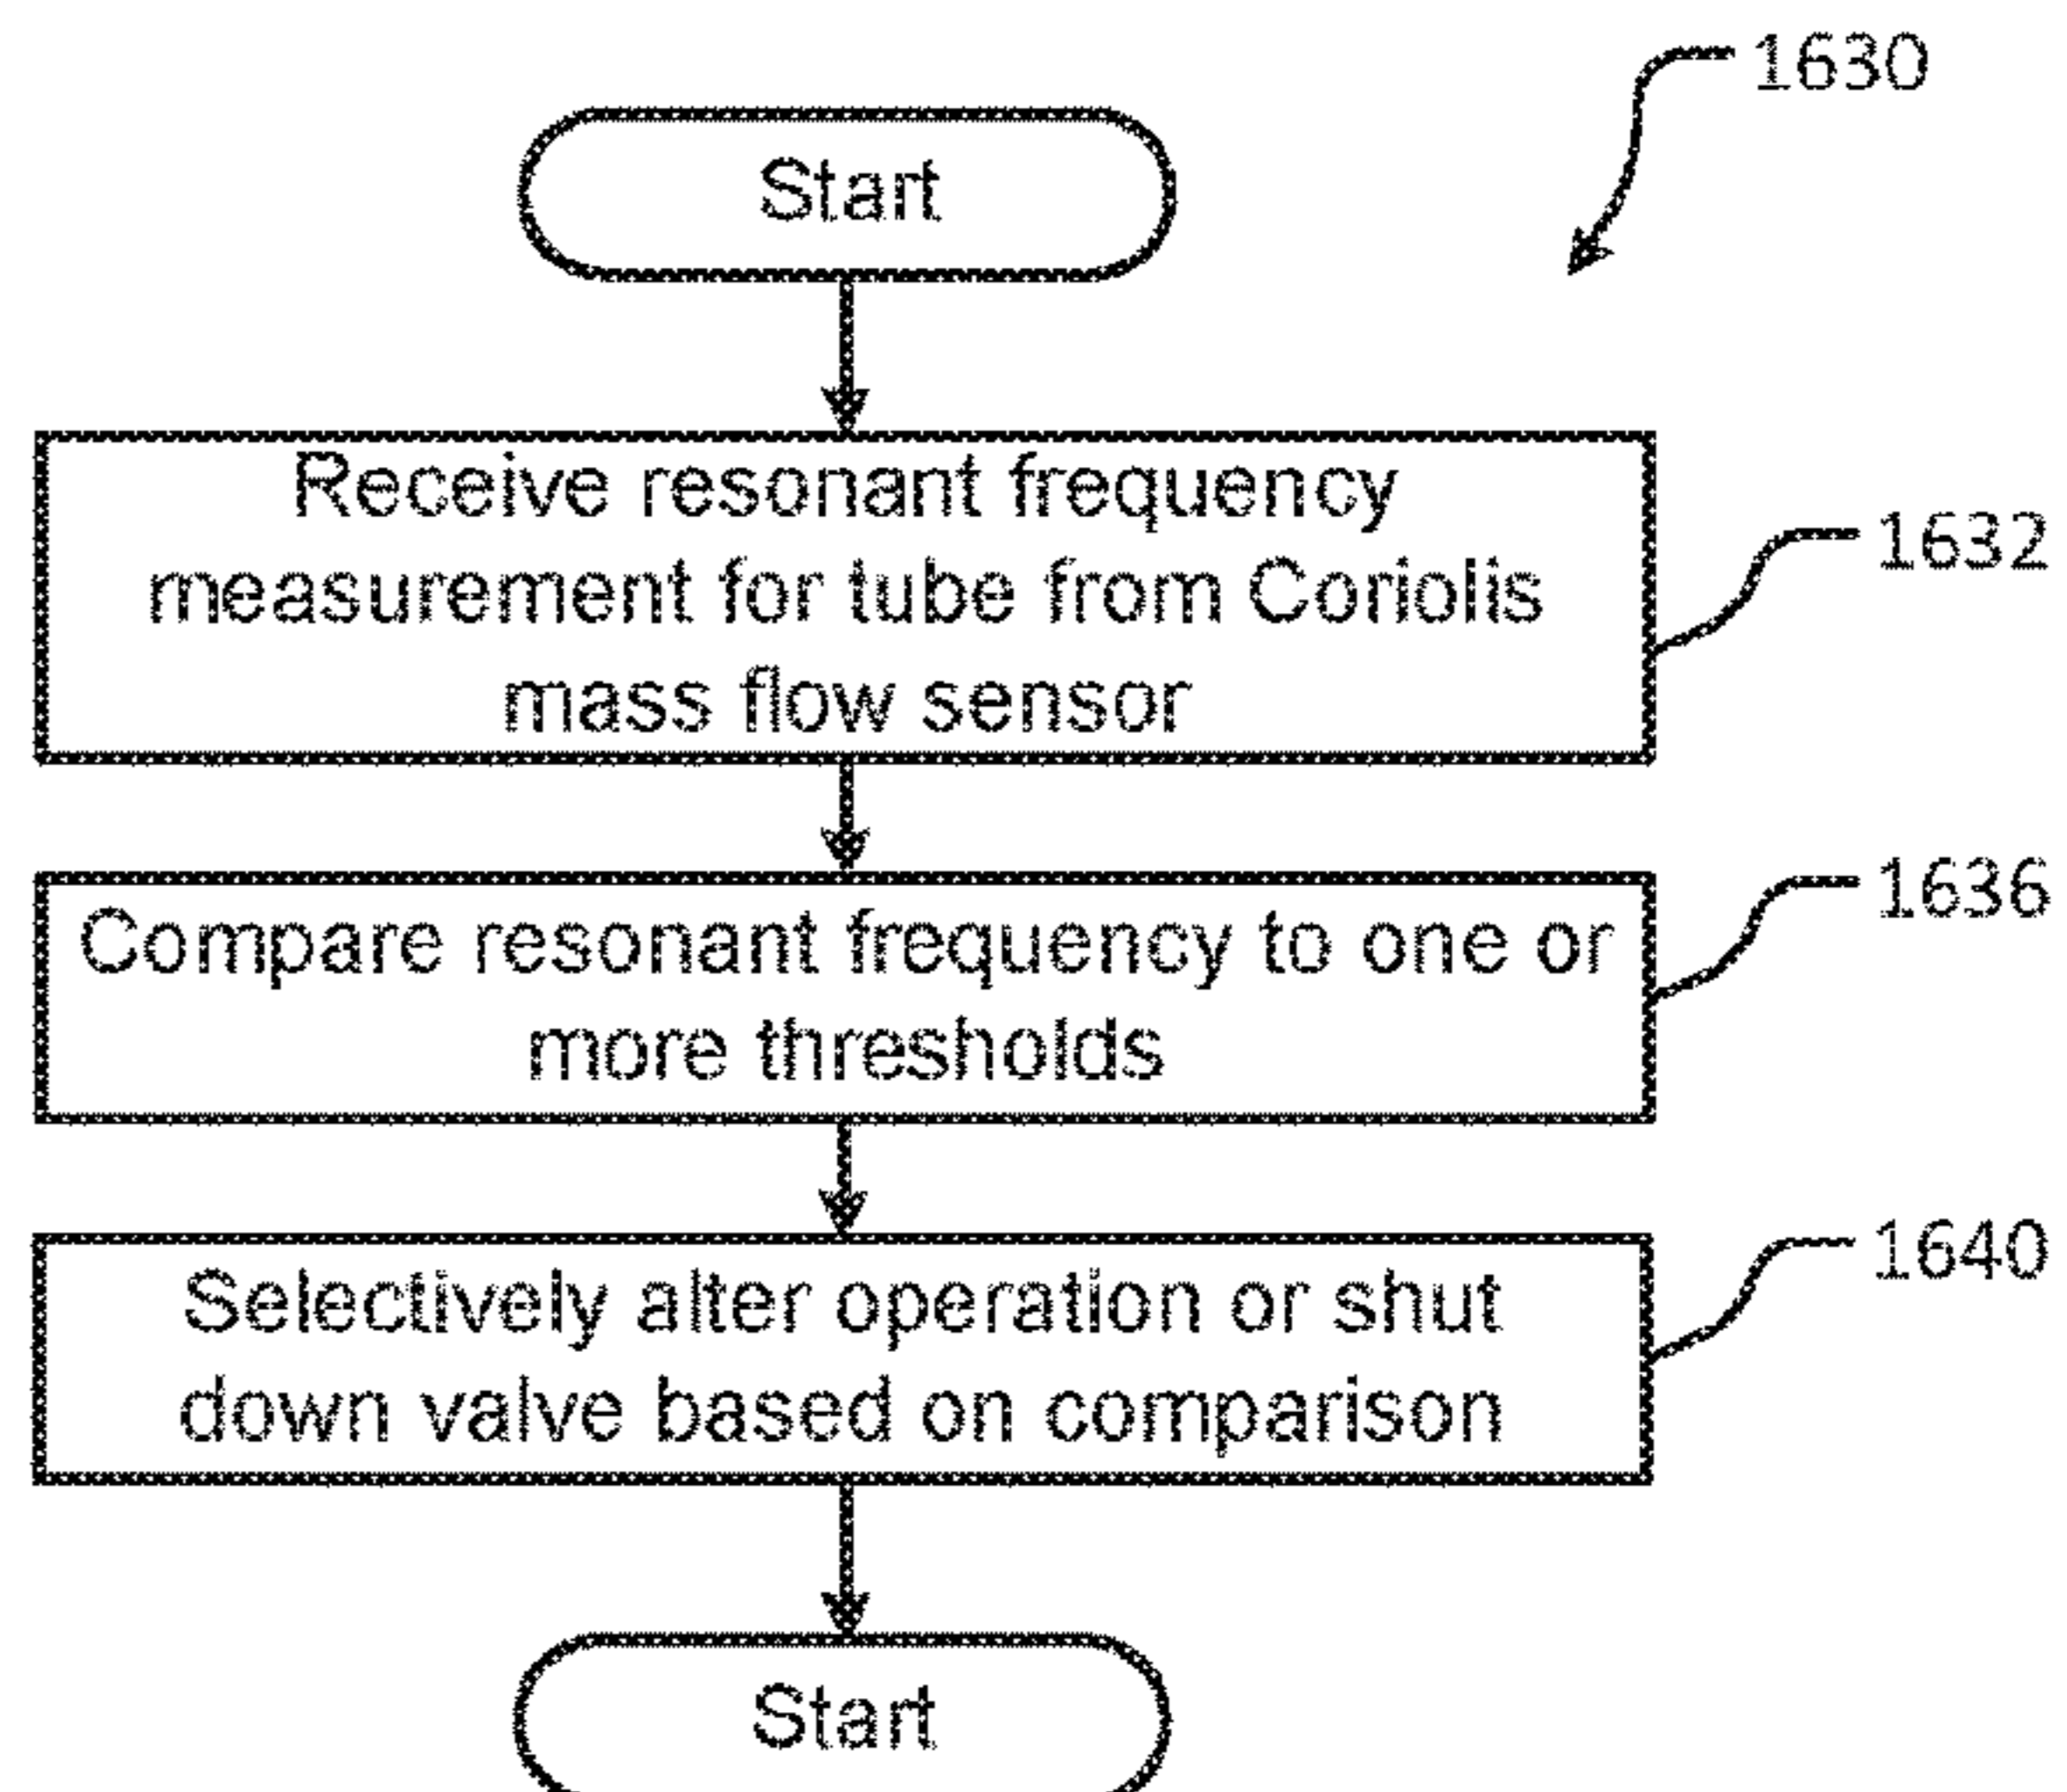 1630
Start
Receive resonant frequency
measurement for tube from Coriolis
mass flow sensor
1632
Compare resonant frequency to one or
more thresholds
1636
Selectively alter operation or shut
down valve based on comparison
1640
Start